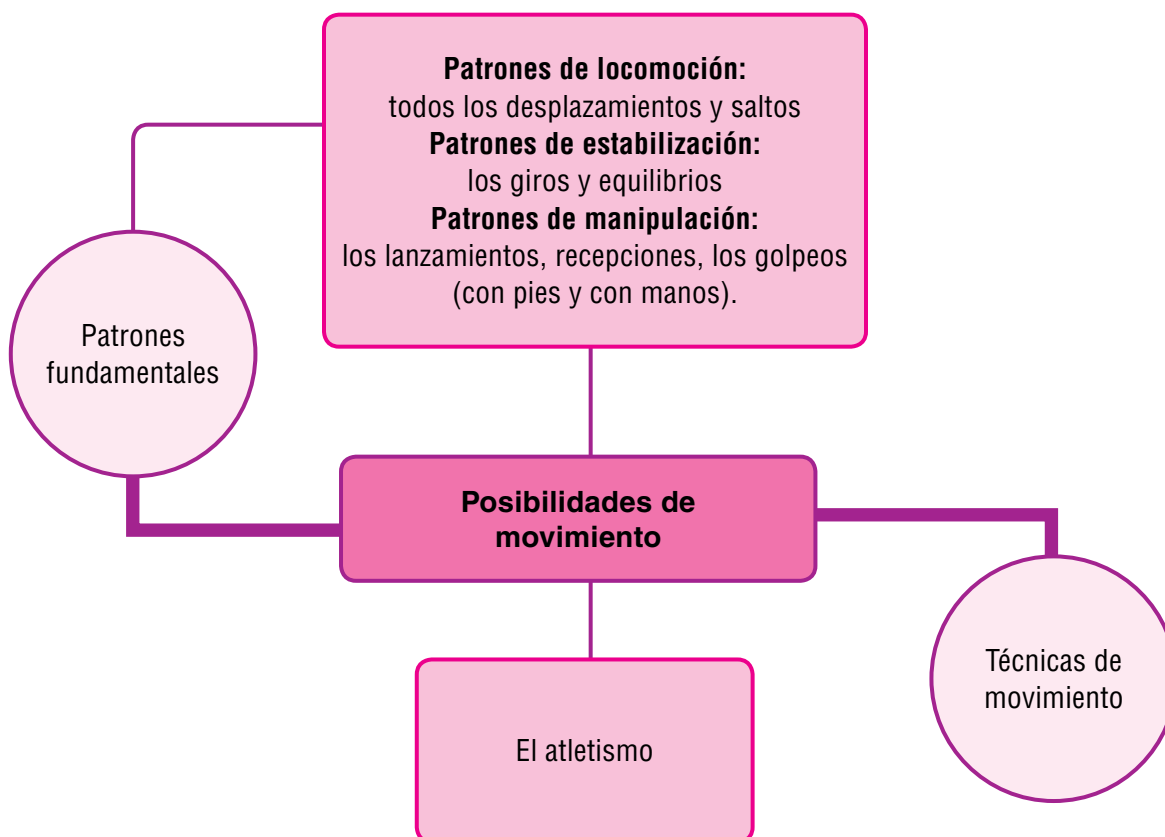 Patrones de locomoción:
todos los desplazamientos y saltos
Patrones de estabilización:
los giros y equilibrios
Patrones de manipulación:
los lanzamientos, recepciones, los golpeos
(con pies y con manos).
Patrones
fundamentales
Posibilidades de
movimiento
Técnicas de
movimiento
El atletismo